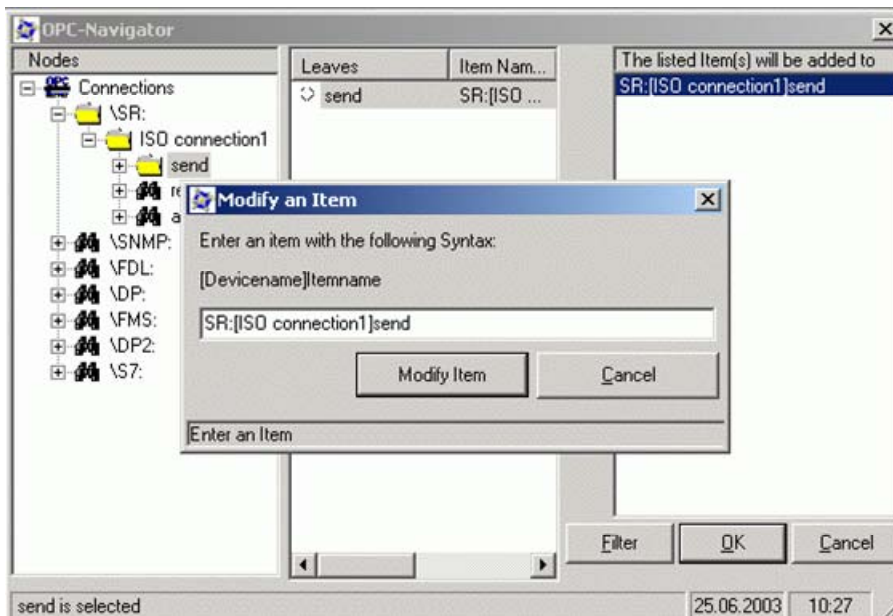 OPC-Navigator
Nodes
Connections
\SR:
ISO connection1
send
\SNMP:
\FDL:
\DP:
\FMS:
\DP2:
\S7:
Leaves Item Nam...
send SR:[ISO ...
The listed Item(s) will be added to
SR:[ISO connection1]send
Modify an Item
Enter an item with the following Syntax:
[Devicename]Itemname
SR:[ISO connection1]send
Modify Item Cancel
Enter an Item
Filter OK Cancel
send is selected 25.06.2003 10:27